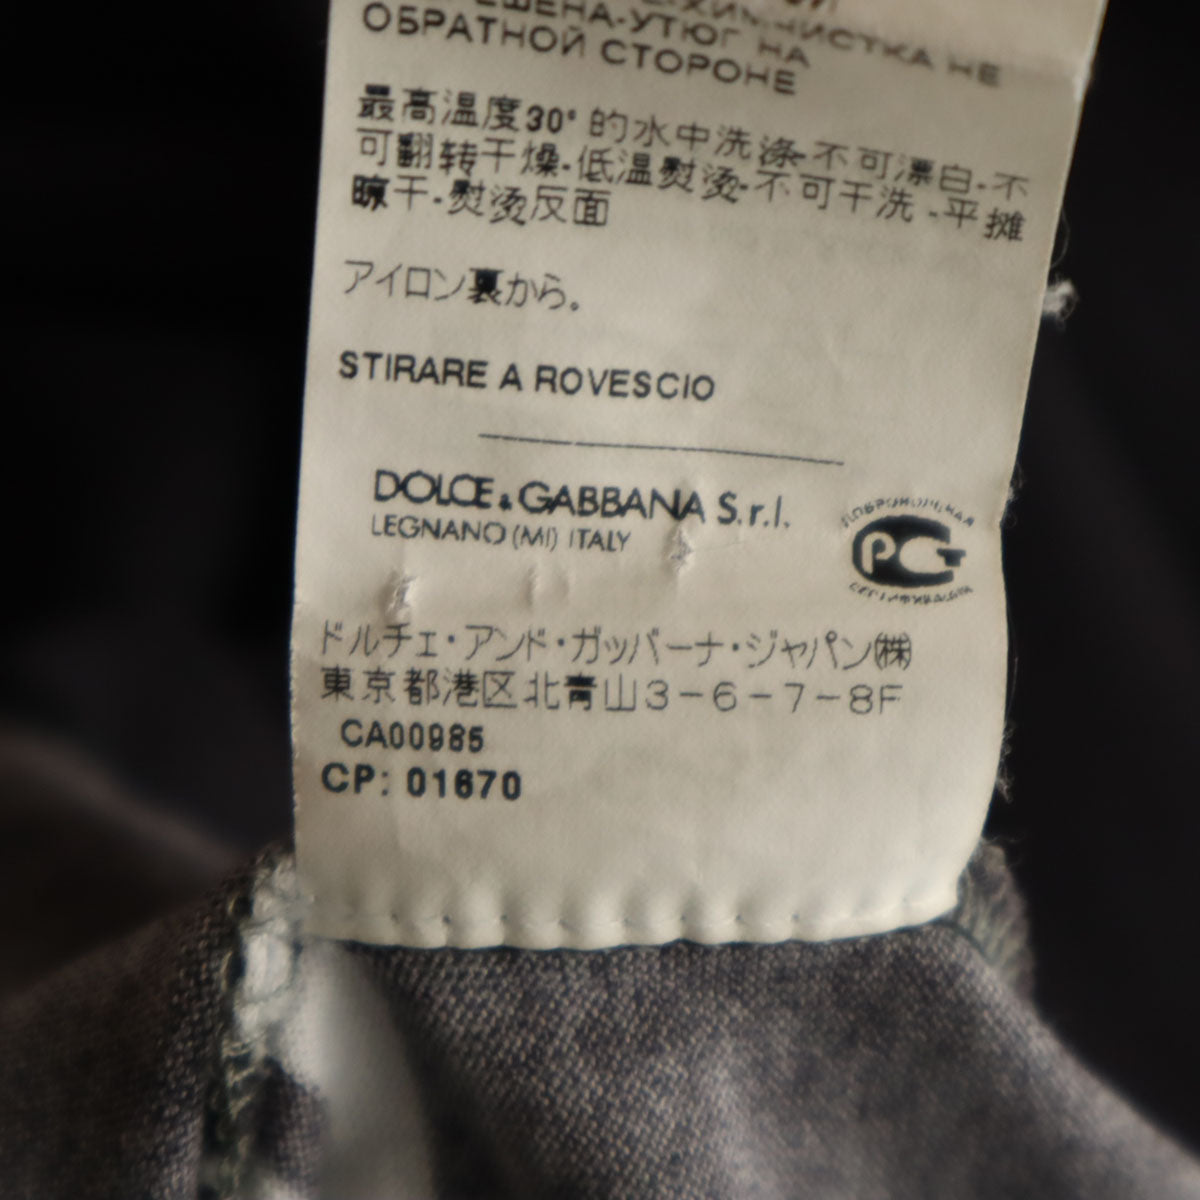 НА
ОБРАТНОЙ СТОРОНЕ
最高温度30°的水中洗涤-不可漂白-不
可翻转干燥-低温熨烫-不可干洗-平摊
晾干-熨烫反面
アイロン裏から。
STIRARE A ROVESCIO
DOLCE & GABBANA S.r.l.
LEGNANO (MI) ITALY
PG
ドルチェ・アンド・ガッバーナ・ジャパン㈱
東京都港区北青山3-6-7-8F
CA00985
CP: 01670